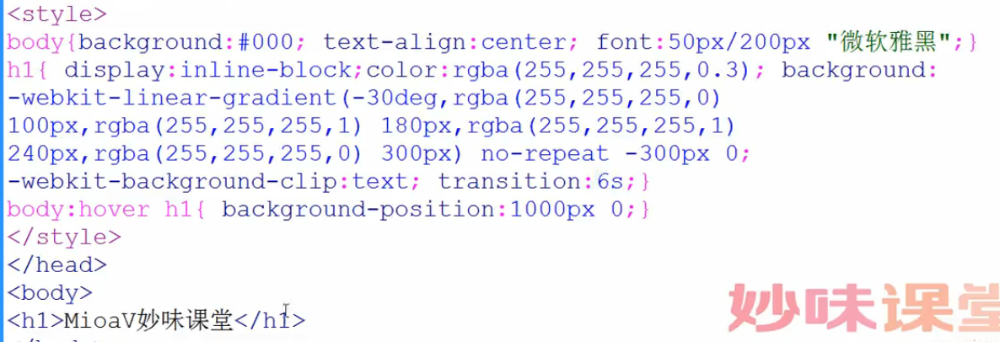 <style>
body{background:#000; text-align:center; font:50px/200px "微软雅黑";}
h1{ display:inline-block;color:rgba(255,255,255,0.3); background:
-webkit-linear-gradient(-30deg,rgba(255,255,255,0)
100px,rgba(255,255,255,1) 180px,rgba(255,255,255,1)
240px,rgba(255,255,255,0) 300px) no-repeat -300px 0;
-webkit-background-clip:text; transition:6s;}
body:hover h1{ background-position:1000px 0;}
</style>
</head>
<body>
<h1>MioaV妙味课堂</h1>
妙味课堂